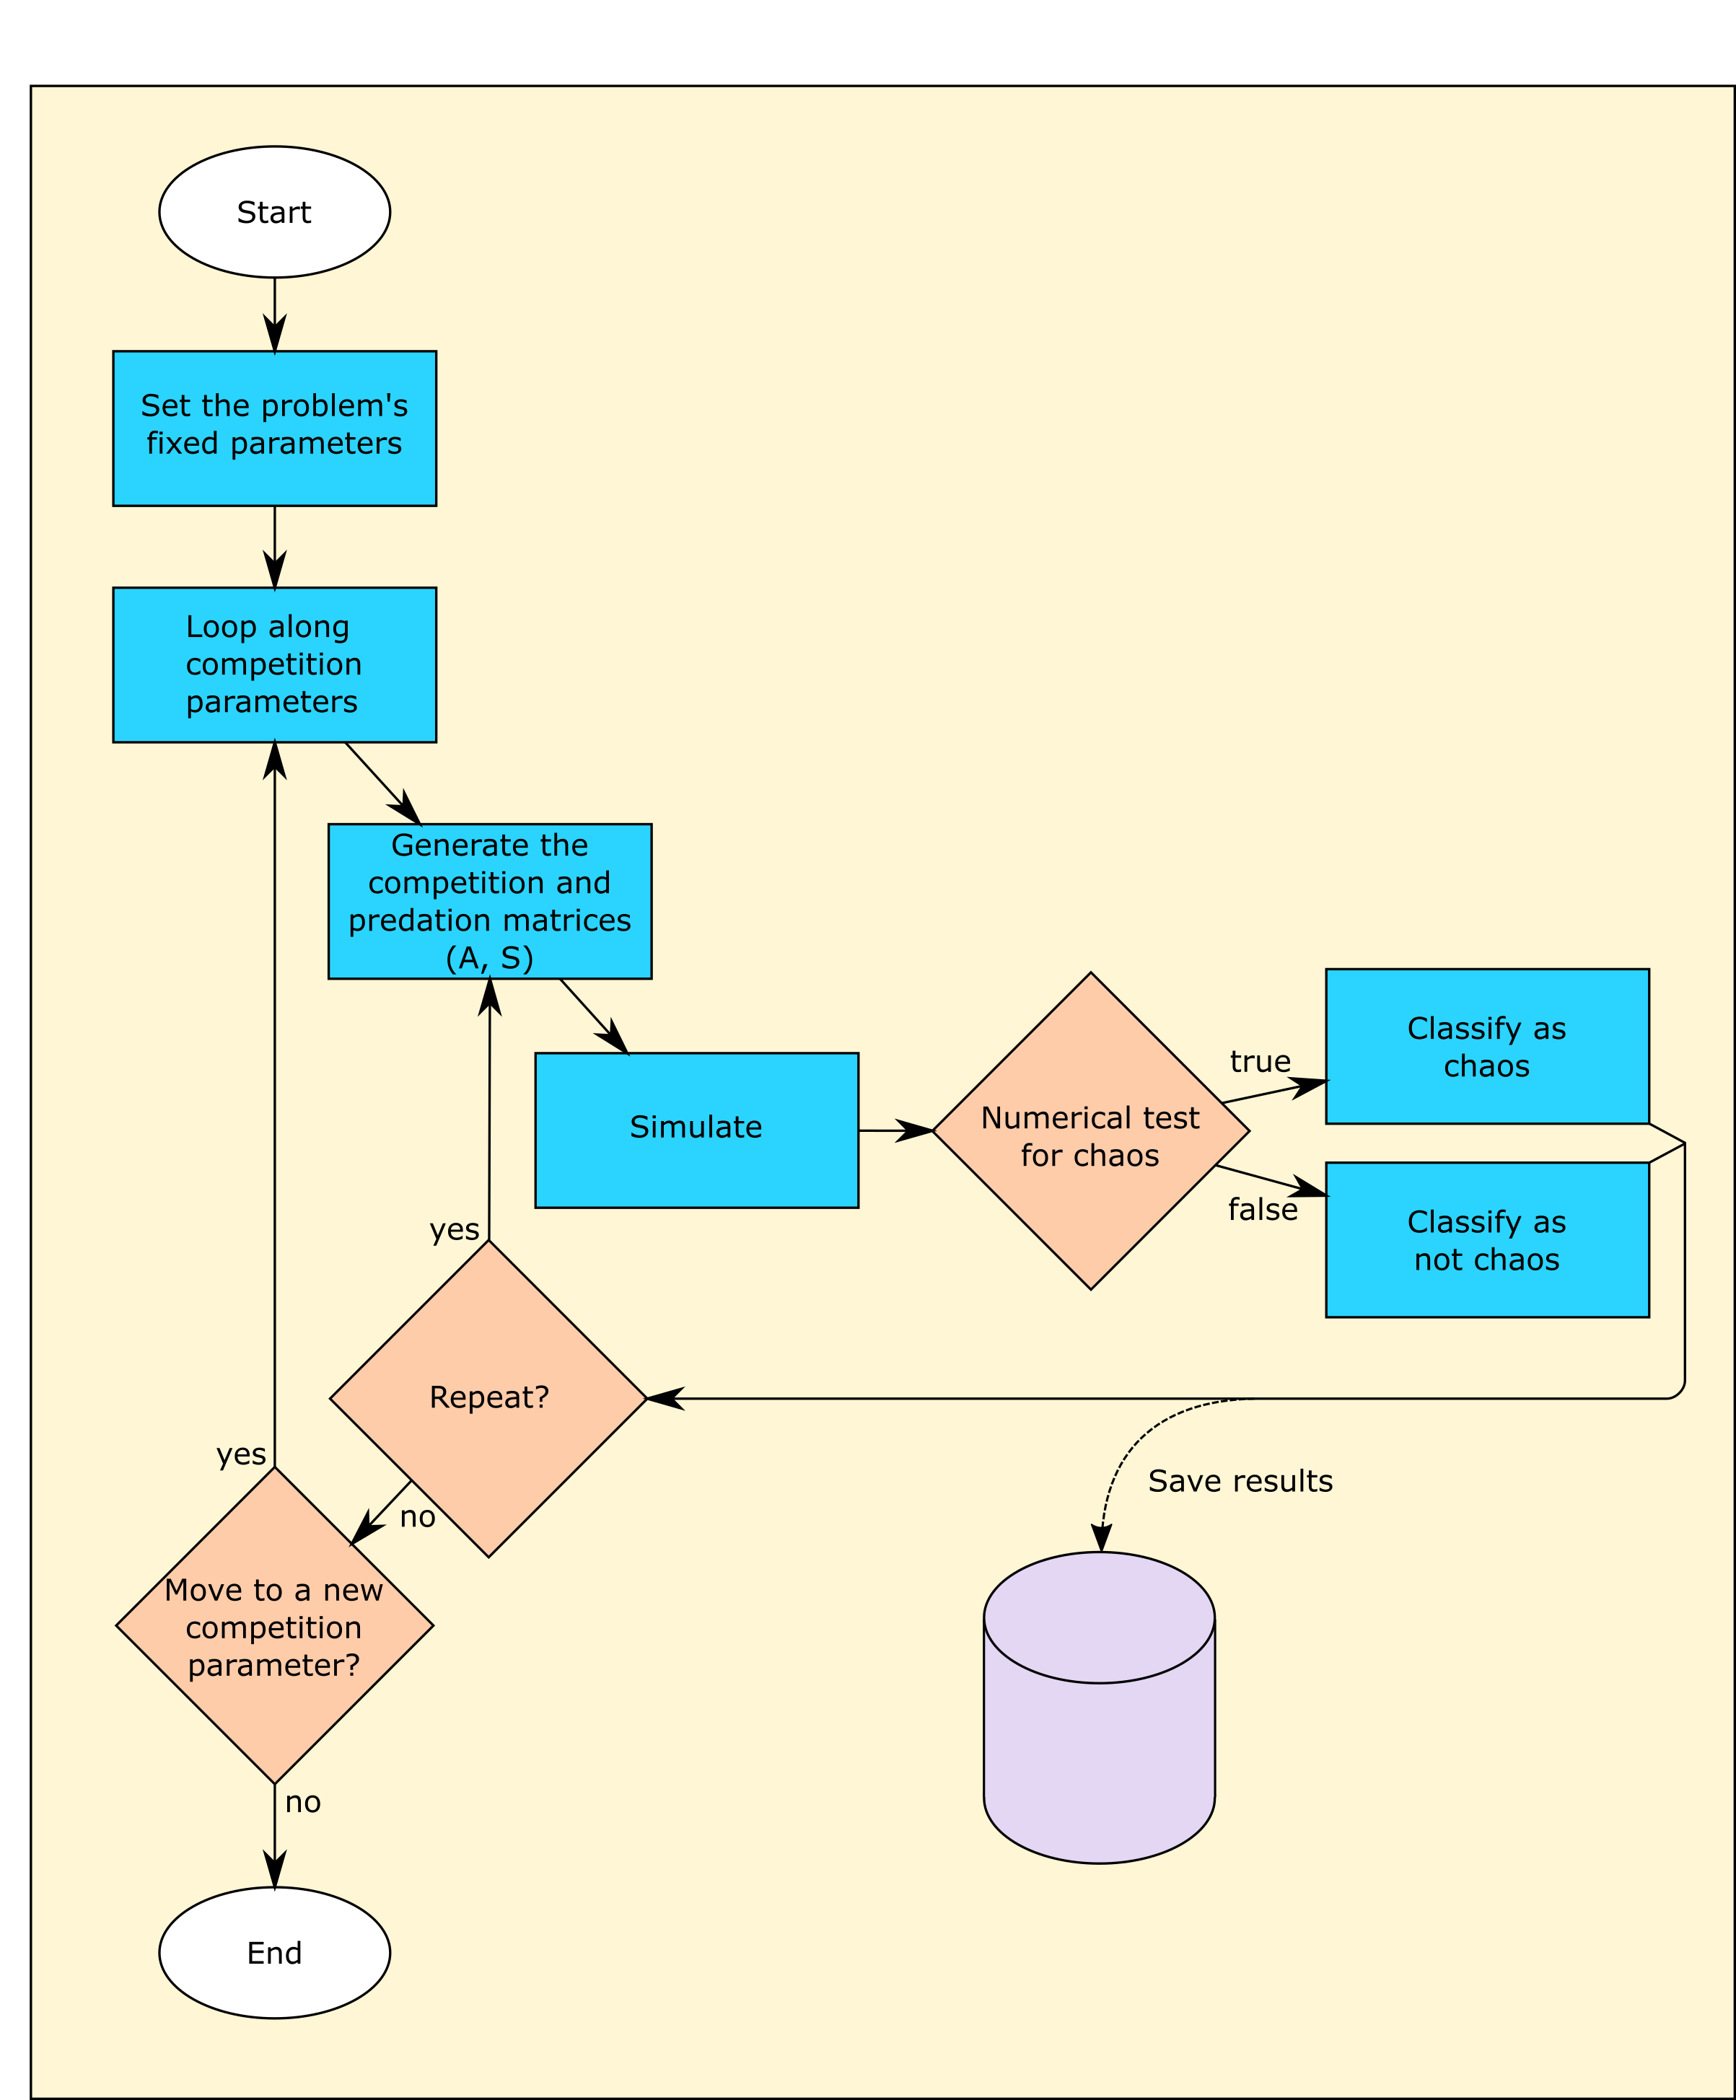 Start
Set the problem's
fixed parameters
Loop along
competition
parameters
Generate the
competition and
predation matrices
(A, S)
Simulate
Numerical test
for chaos
true
false
Classify as
chaos
Classify as
not chaos
yes
Repeat?
no
Save results
yes
Move to a new
competition
parameter?
no
End